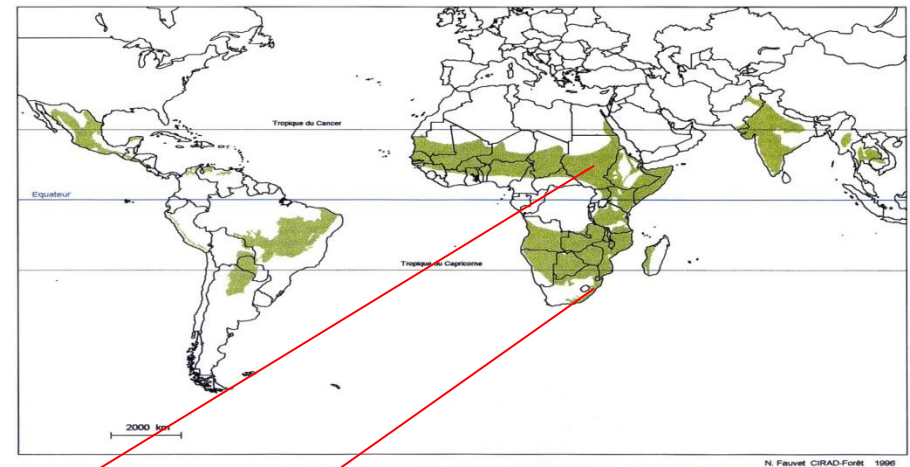 Tropique du Cancer
Equateur
Tropique du Capricorne
2000 km
N. Fauvet CIRAD-Forêt 1996